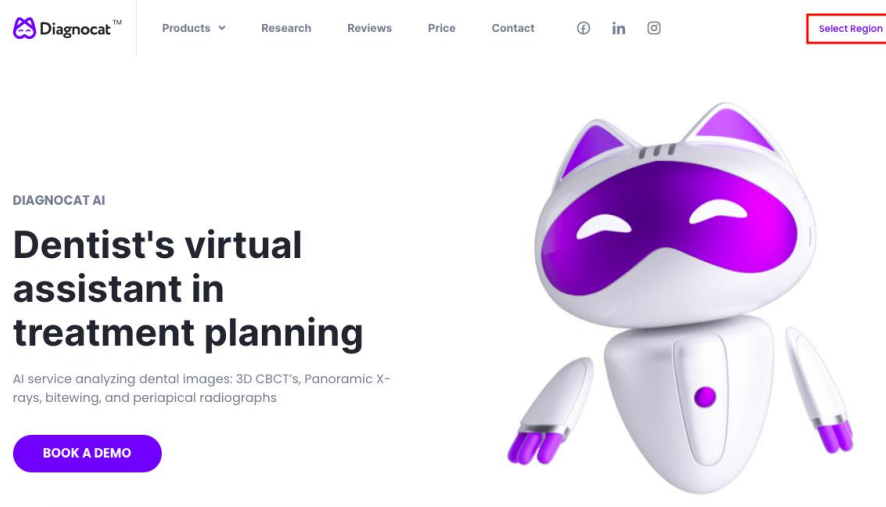 Diagnocat™
Products
Research
Reviews
Price
Contact
Select Region
DIAGNOCAT AI
Dentist's virtual
assistant in
treatment planning
AI service analyzing dental images: 3D CBCT’s, Panoramic X-
rays, bitewing, and periapical radiographs
BOOK A DEMO